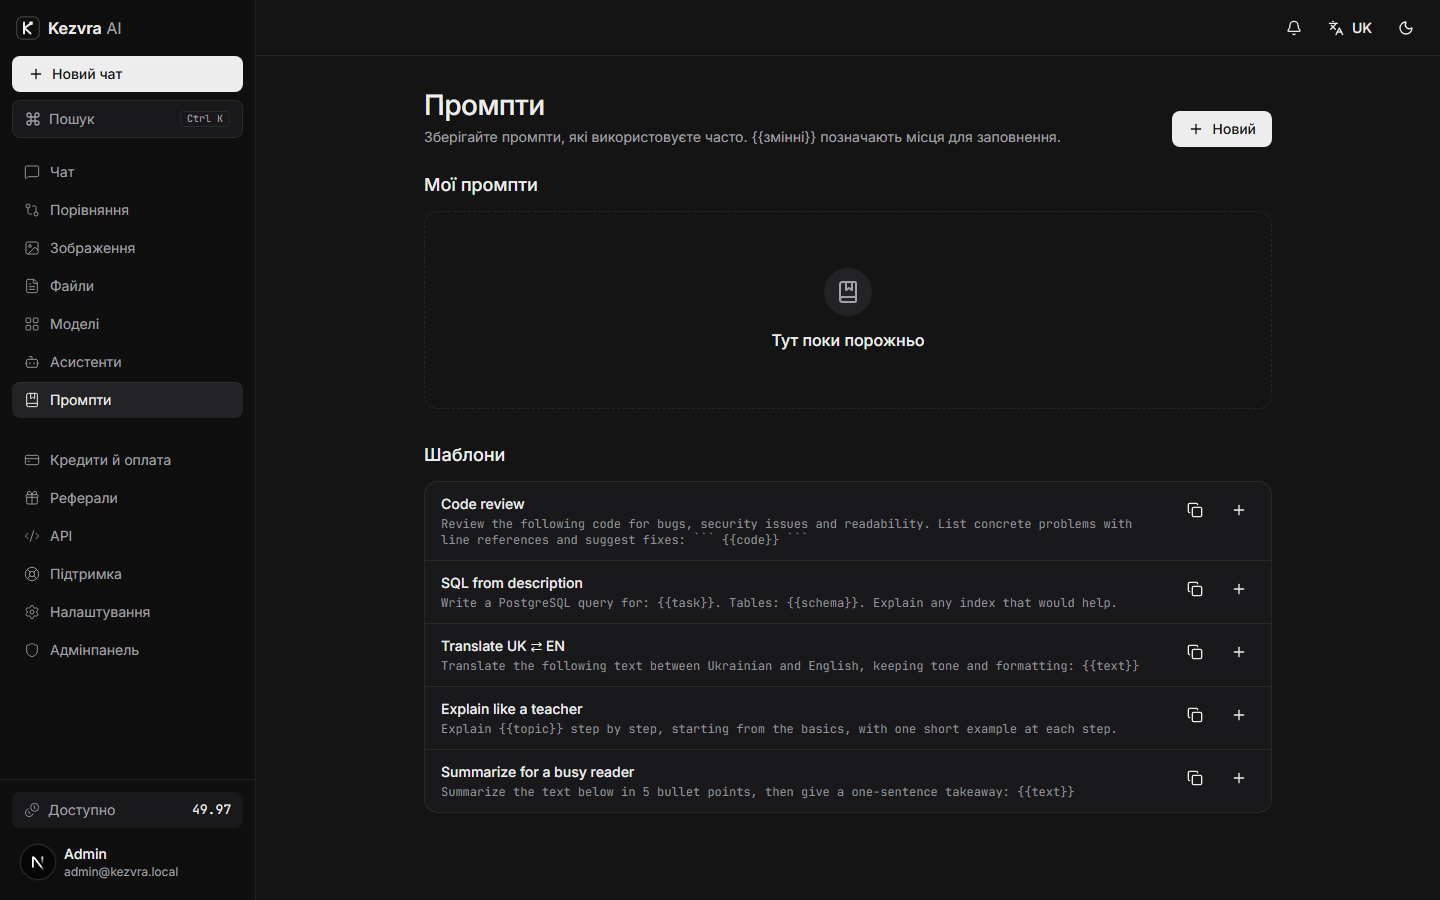 Kezvra AI
UK
Новий чат
Пошук Ctrl K
Чат
Порівняння
Зображення
Файли
Моделі
Асистенти
Промпти
Кредити й оплата
Реферали
API
Підтримка
Налаштування
Адмінпанель
Доступно 49.97
N
Admin
admin@kezvra.local
Промпти
Зберігайте промпти, які використовуєте часто. {{змінні}} позначають місця для заповнення.
Новий
Мої промпти
Тут поки порожньо
Шаблони
Code review
Review the following code for bugs, security issues and readability. List concrete problems with
line references and suggest fixes: ``` {{code}} ```
SQL from description
Write a PostgreSQL query for: {{task}}. Tables: {{schema}}. Explain any index that would help.
Translate UK ⇄ EN
Translate the following text between Ukrainian and English, keeping tone and formatting: {{text}}
Explain like a teacher
Explain {{topic}} step by step, starting from the basics, with one short example at each step.
Summarize for a busy reader
Summarize the text below in 5 bullet points, then give a one-sentence takeaway: {{text}}